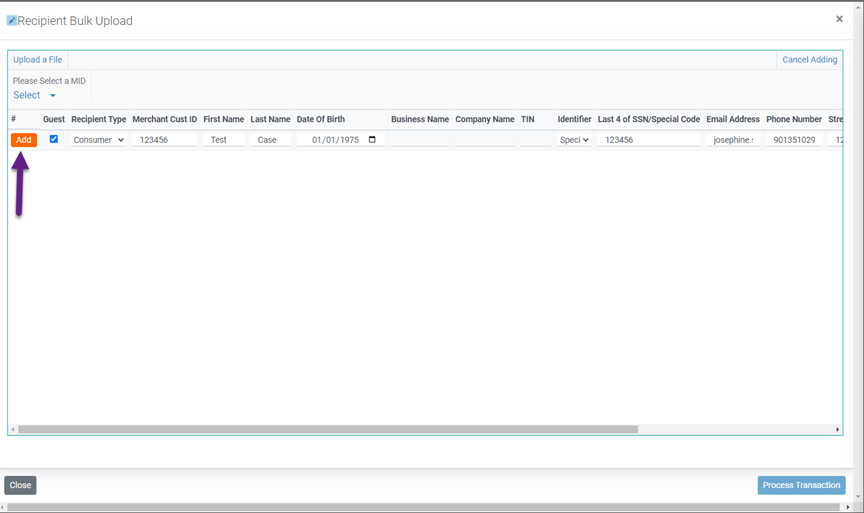 Recipient Bulk Upload
×
Upload a File
Cancel Adding
Please Select a MID
Select
# Guest Recipient Type Merchant Cust ID First Name Last Name Date Of Birth Business Name Company Name TIN Identifier Last 4 of SSN/Special Code Email Address Phone Number Stre
Add Consumer 123456 Test Case 01/01/1975 Speci 123456 josephine. 901351029 12
Close
Process Transaction